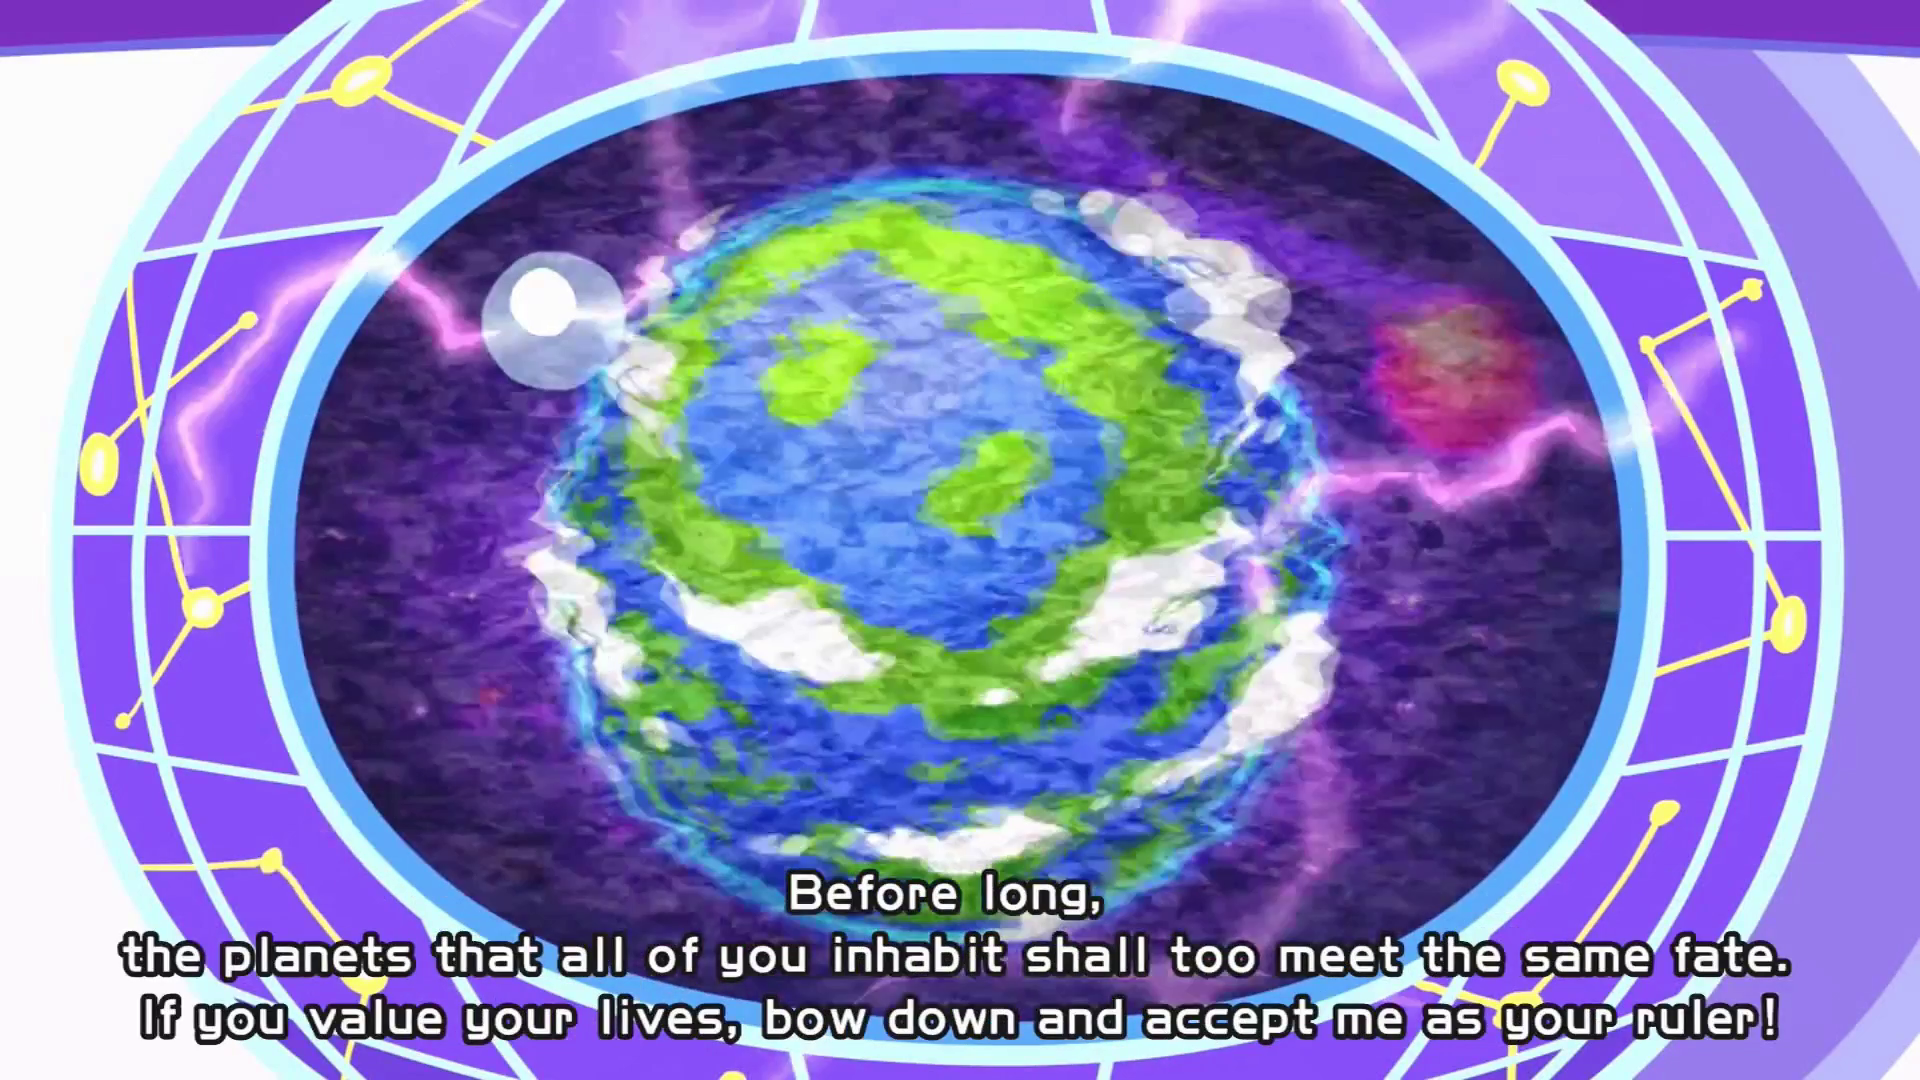 Before long,
the planets that all of you inhabit shall too meet the same fate.
If you value your lives, bow down and accept me as your ruler!